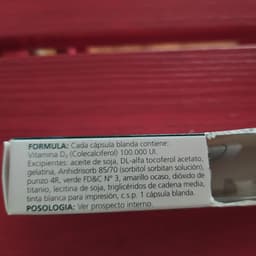 FORMULA: Cada cápsula blanda contiene:
Vitamina D₃ (Colecalciferol) 100.000 UI.
Excipientes: aceite de soja, DL-alfa tocoferol acetato,
gelatina, Anhidrisorb 85/70 (sorbitol sorbitan solución),
punzo 4R, verde FD&C N° 3, amarillo ocaso, dióxido de
titanio, lecitina de soja, triglicéridos de cadena media,
tinta blanca para impresión, c.s.p. 1 cápsula blanda.
POSOLOGIA: Ver prospecto interno.